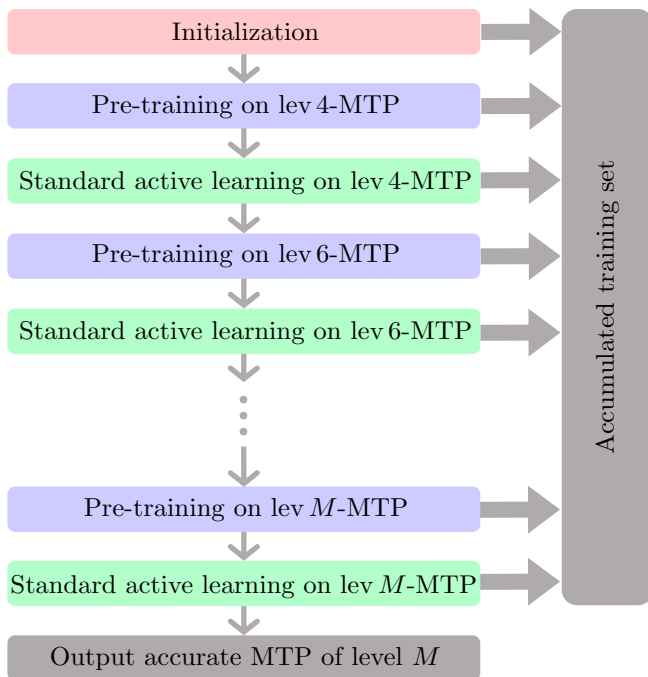 Initialization
Pre-training on lev 4-MTP
Standard active learning on lev 4-MTP
Pre-training on lev 6-MTP
Standard active learning on lev 6-MTP
Pre-training on lev M-MTP
Standard active learning on lev M-MTP
Output accurate MTP of level M
Accumulated training set